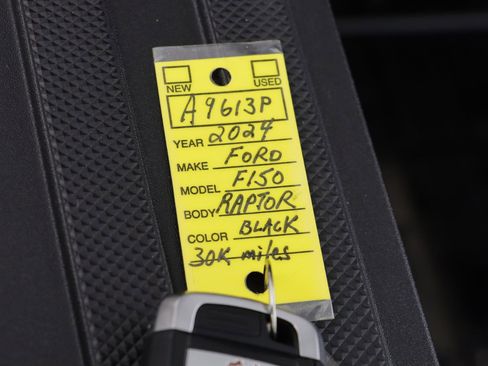 NEW USED
A9613P
YEAR 2024
MAKE FORD
MODEL F150
BODY RAPTOR
COLOR BLACK
30K miles